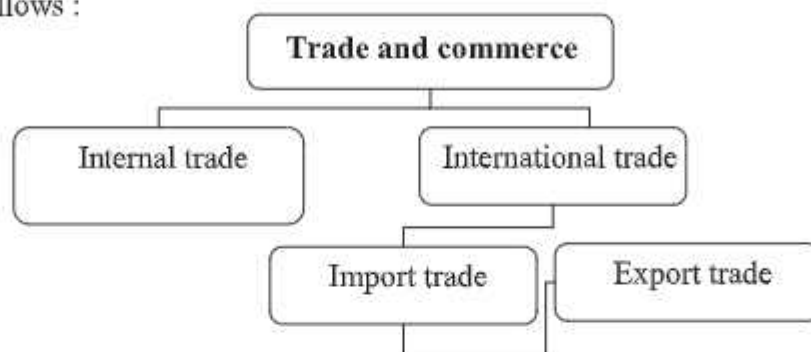 llows :
Trade and commerce
Internal trade
International trade
Import trade
Export trade